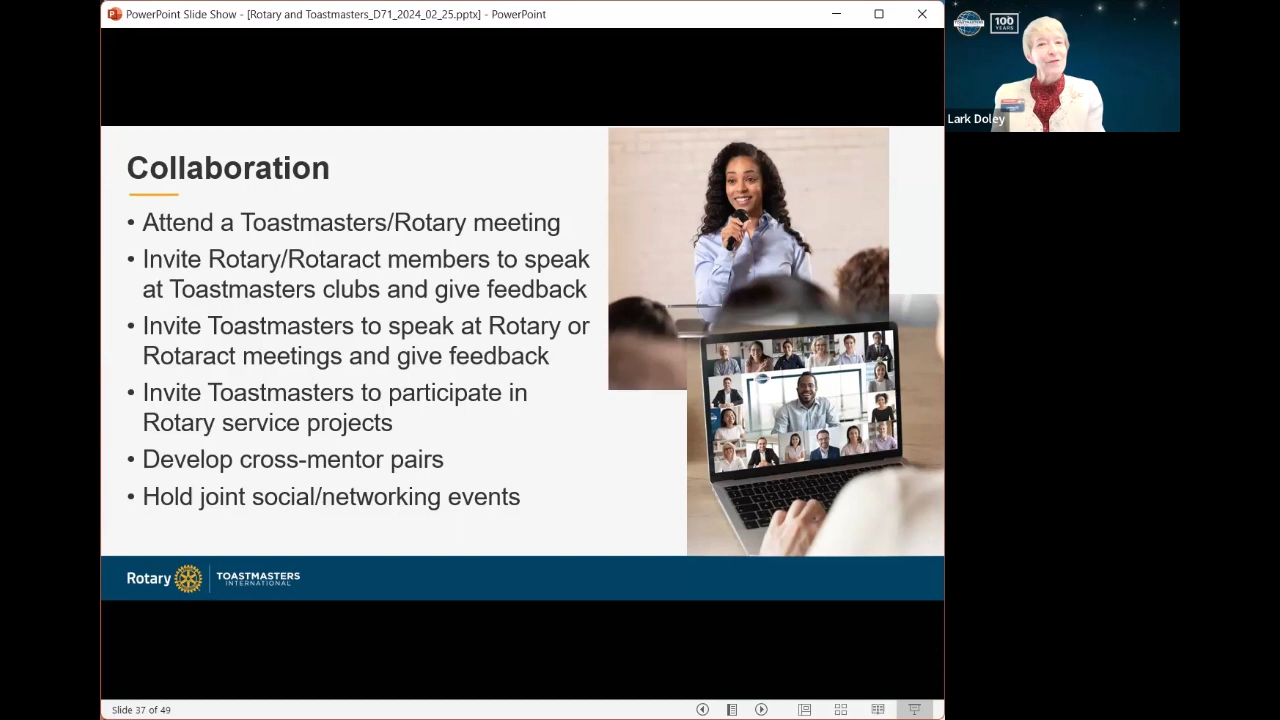 PowerPoint Slide Show - [Rotary and Toastmasters_D71_2024_02_25.pptx] - PowerPoint
TOASTMASTERS
100
YEARS
Lark Doley
Collaboration
• Attend a Toastmasters/Rotary meeting
• Invite Rotary/Rotaract members to speak
at Toastmasters clubs and give feedback
• Invite Toastmasters to speak at Rotary or
Rotaract meetings and give feedback
• Invite Toastmasters to participate in
Rotary service projects
• Develop cross-mentor pairs
• Hold joint social/networking events
Rotary
TOASTMASTERS
INTERNATIONAL
Slide 37 of 49